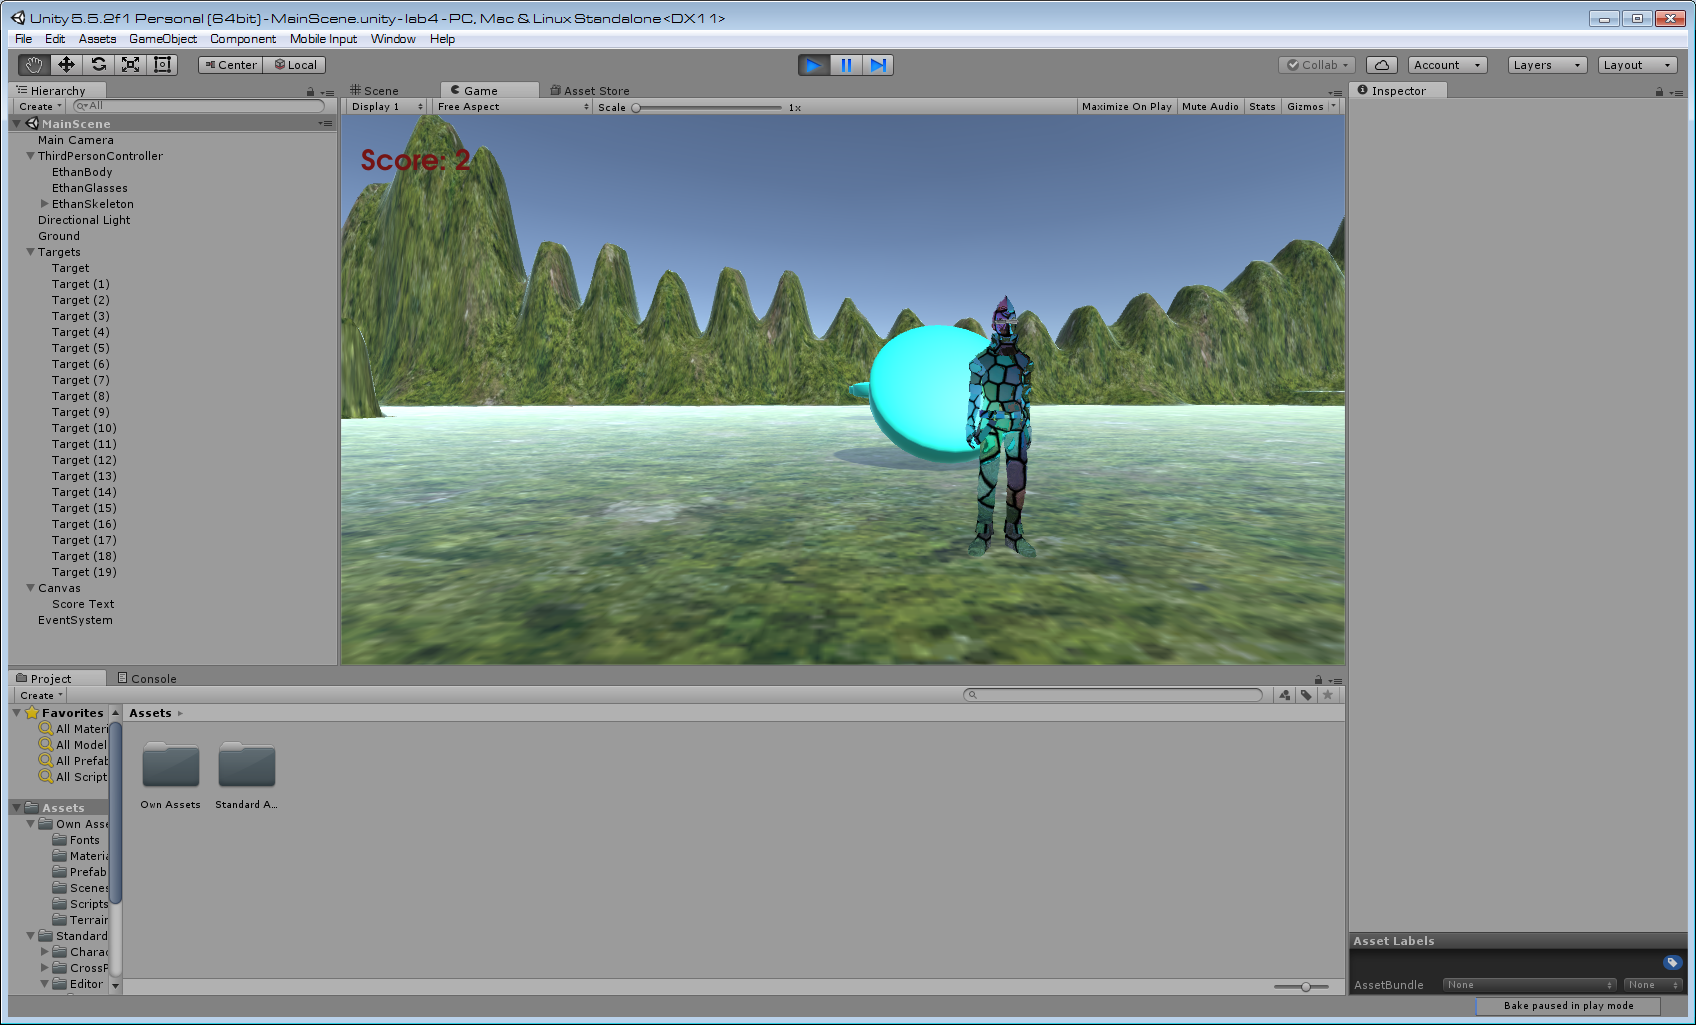 Unity 5.5.2f1 Personal (64bit) - MainScene.unity - lab4 - PC, Mac & Linux Standalone <DX11>
File Edit Assets GameObject Component Mobile Input Window Help
Center Local Collab Account Layers Layout
Hierarchy
Create All
MainScene
Main Camera
ThirdPersonController
EthanBody
EthanGlasses
EthanSkeleton
Directional Light
Ground
Targets
Target
Target (1)
Target (2)
Target (3)
Target (4)
Target (5)
Target (6)
Target (7)
Target (8)
Target (9)
Target (10)
Target (11)
Target (12)
Target (13)
Target (14)
Target (15)
Target (16)
Target (17)
Target (18)
Target (19)
Canvas
Score Text
EventSystem
Scene Game Asset Store
Display 1 Free Aspect Scale 1x Maximize On Play Mute Audio Stats Gizmos
Score: 2
Inspector
Project Console
Create
Favorites
All Materi
All Model
All Prefab
All Script
Assets
Own Asse
Fonts
Materia
Prefab
Scenes
Scripts
Terrain
Standard
Charac
CrossP
Editor
Assets
Own Assets Standard A...
Asset Labels
AssetBundle None None
Bake paused in play mode